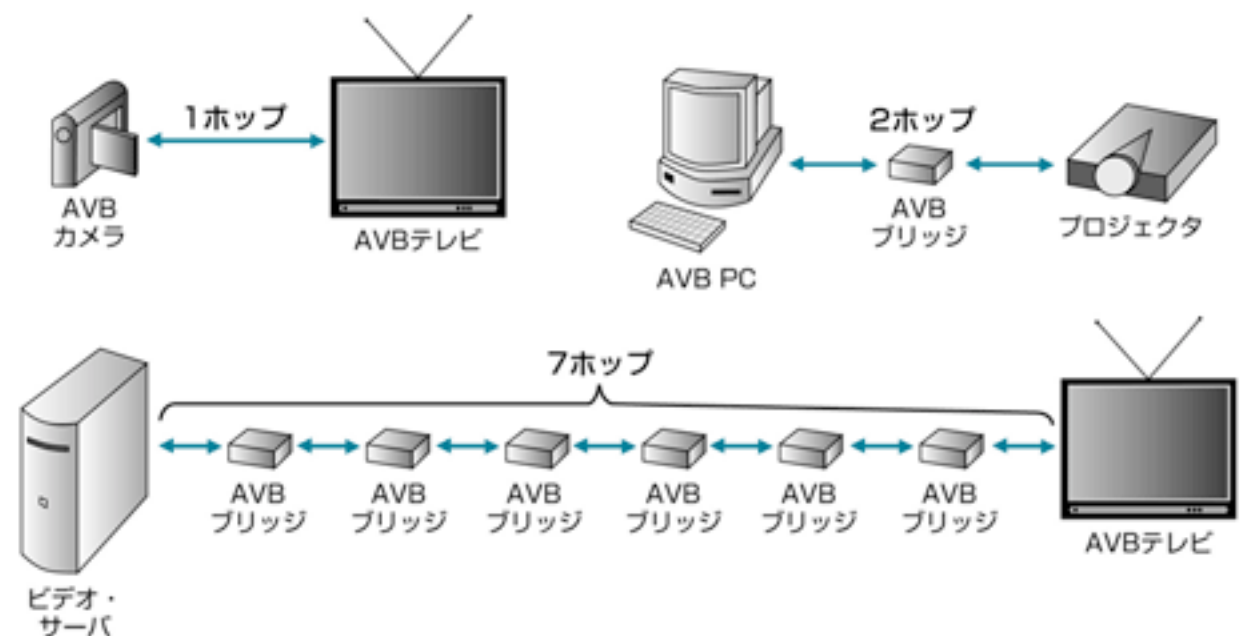 1ホップ
AVB
カメラ
AVBテレビ
2ホップ
AVB PC
AVB
ブリッジ
プロジェクタ
7ホップ
ビデオ・
サーバ
AVB
ブリッジ
AVB
ブリッジ
AVB
ブリッジ
AVB
ブリッジ
AVB
ブリッジ
AVB
ブリッジ
AVBテレビ